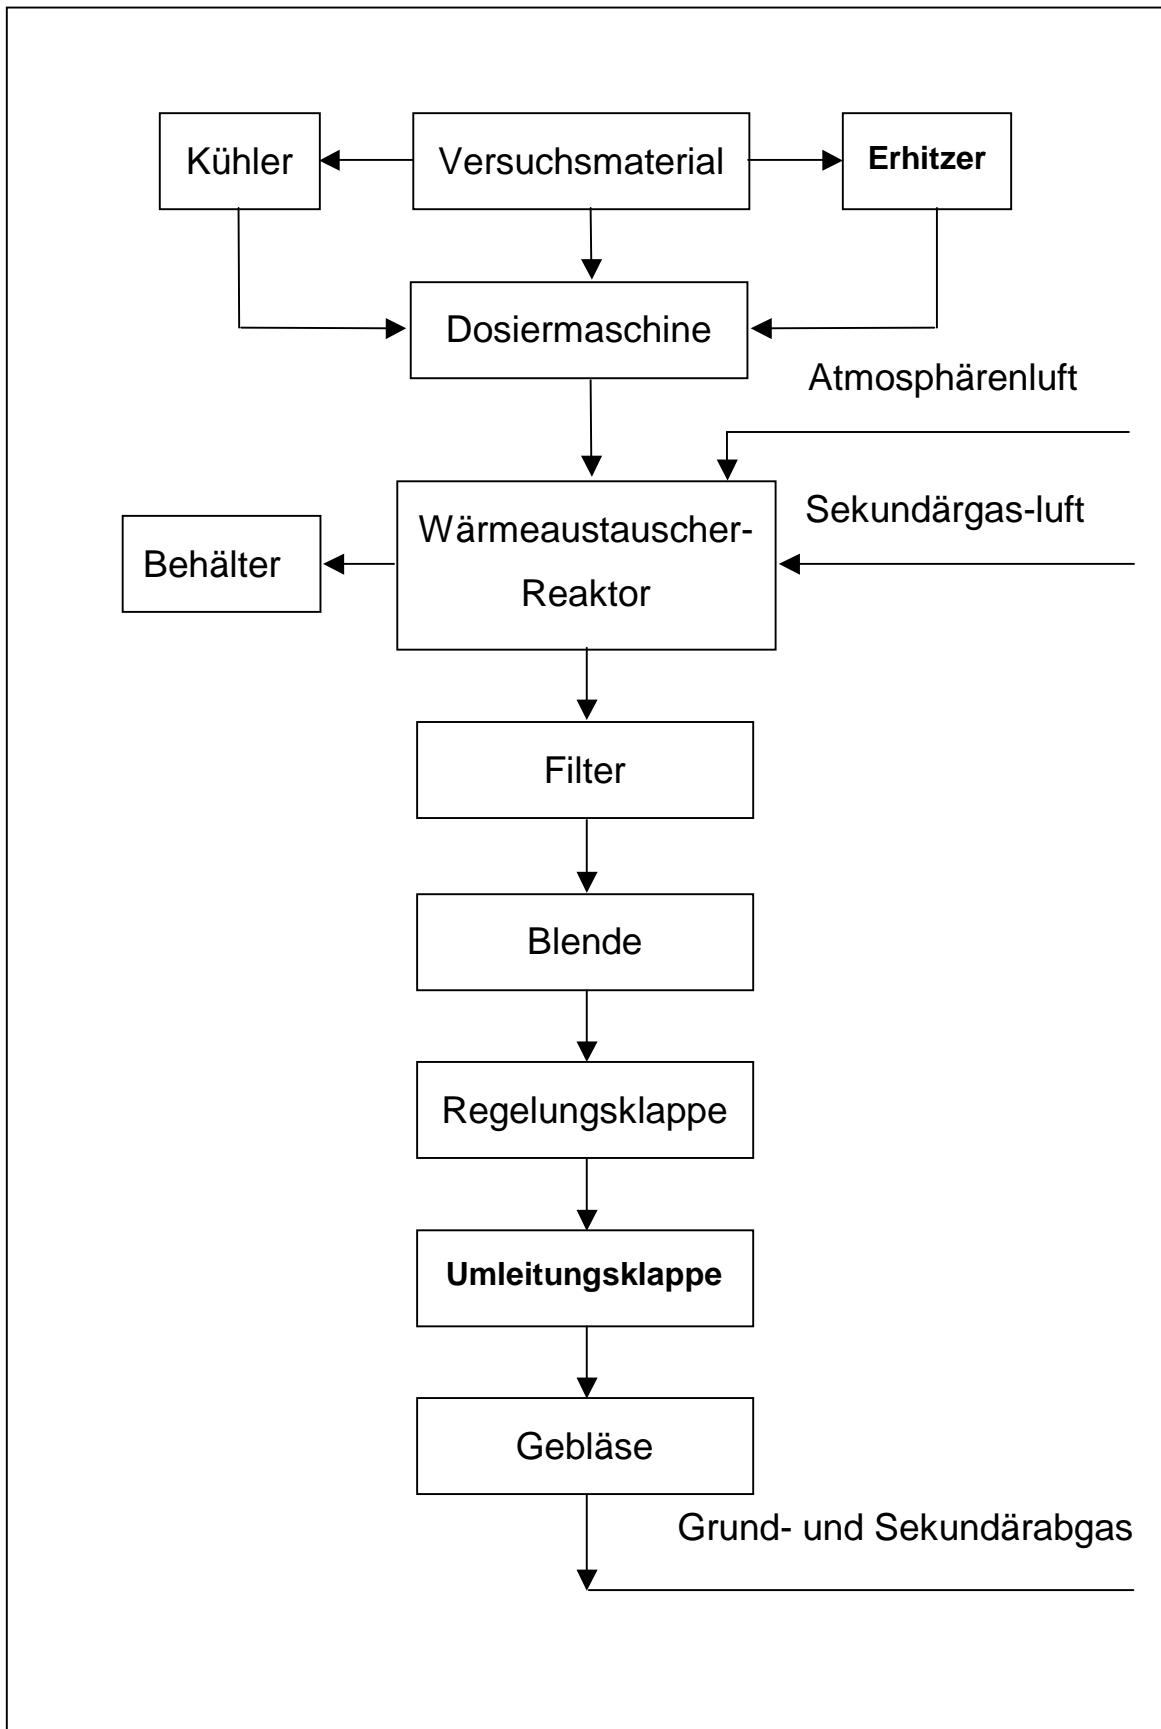 Kühler
Versuchsmaterial
Erhitzer
Dosiermaschine
Atmosphärenluft
Sekundärgas-luft
Wärmeaustauscher-
Reaktor
Behälter
Filter
Blende
Regelungsklappe
Umleitungsklappe
Gebläse
Grund- und Sekundärabgas